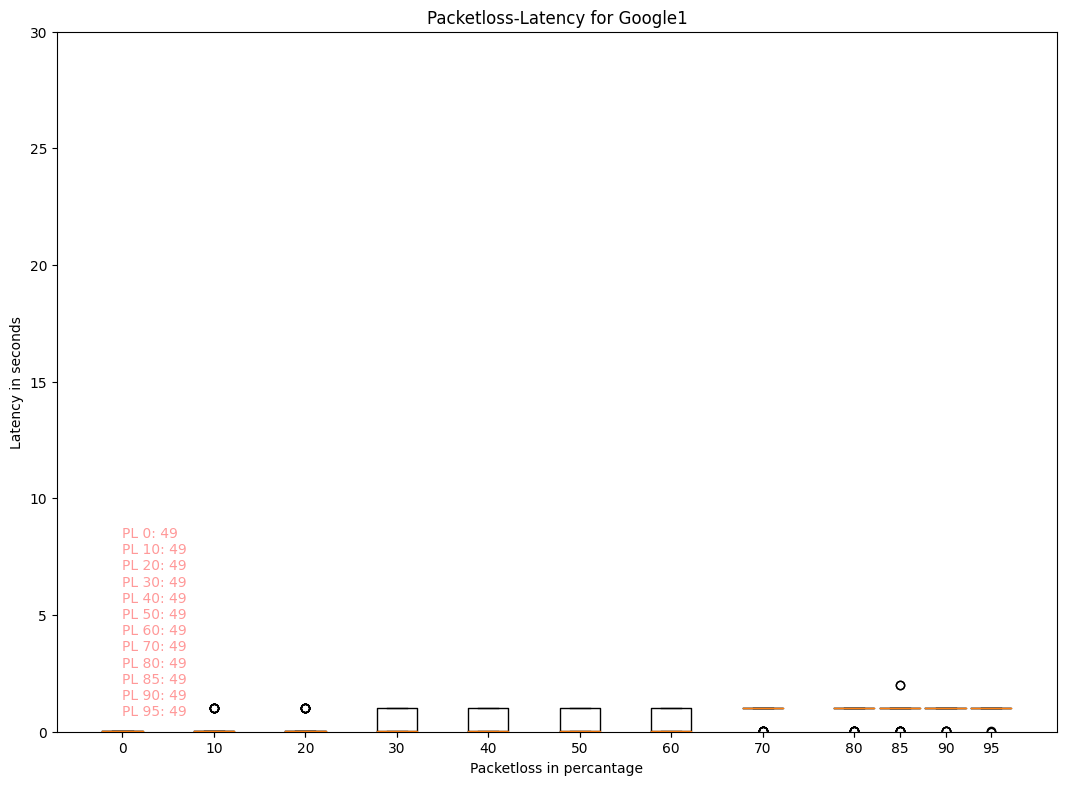 Packetloss-Latency for Google1
30
25
20
15
10
5
0
Latency in seconds
PL 0: 49
PL 10: 49
PL 20: 49
PL 30: 49
PL 40: 49
PL 50: 49
PL 60: 49
PL 70: 49
PL 80: 49
PL 85: 49
PL 90: 49
PL 95: 49
0 10 20 30 40 50 60 70 80 85 90 95
Packetloss in percantage